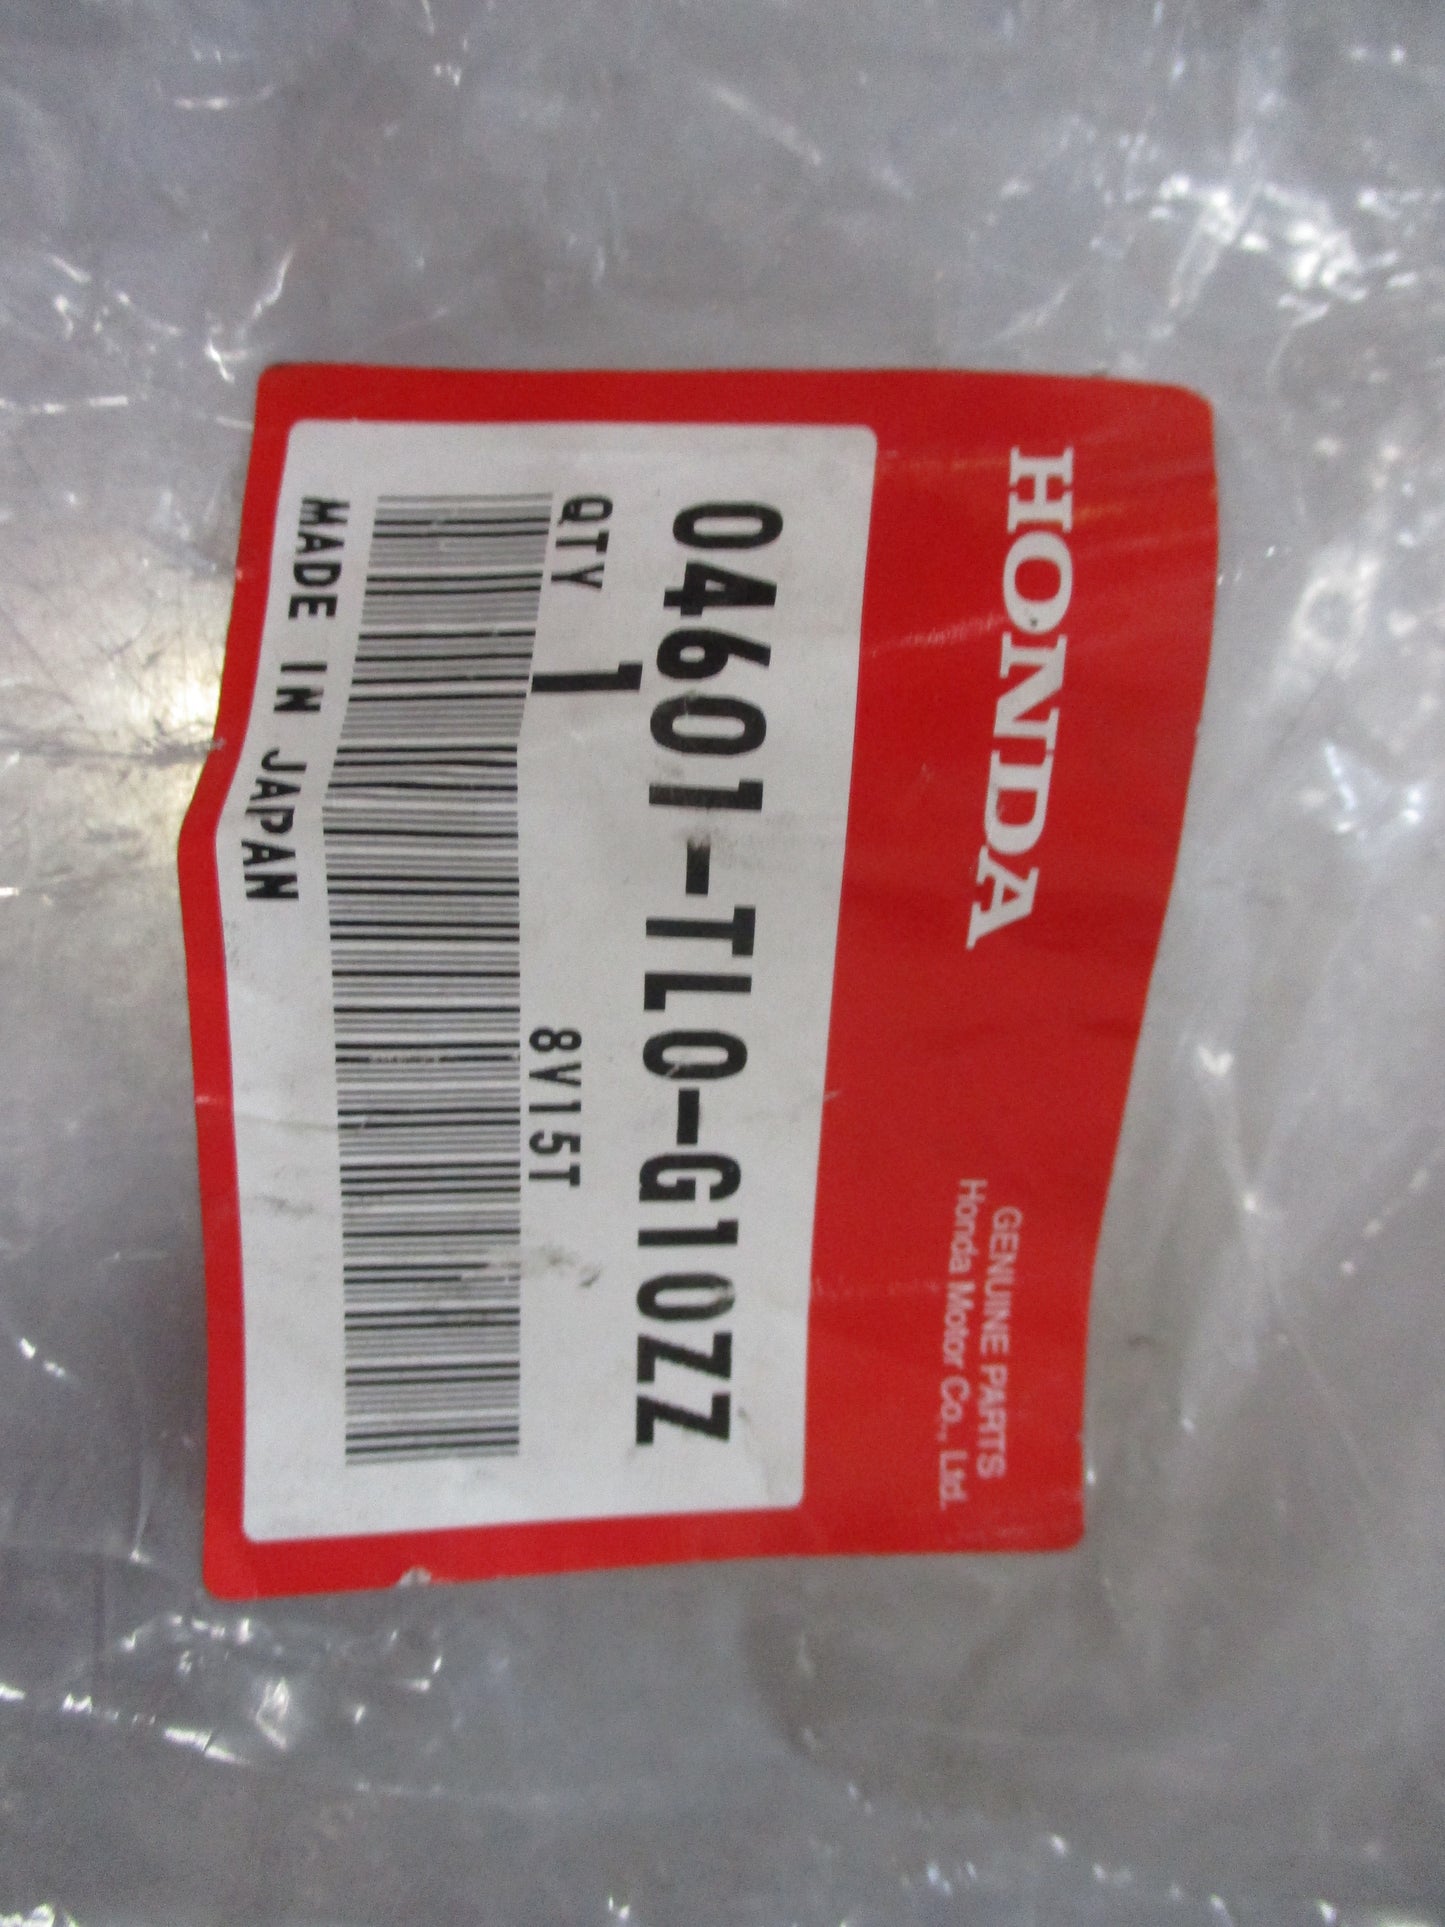 HONDA
GENUINE PARTS
Honda Motor Co., Ltd.
04601-TL0-G10ZZ
QTY 1 8V15T
MADE IN JAPAN